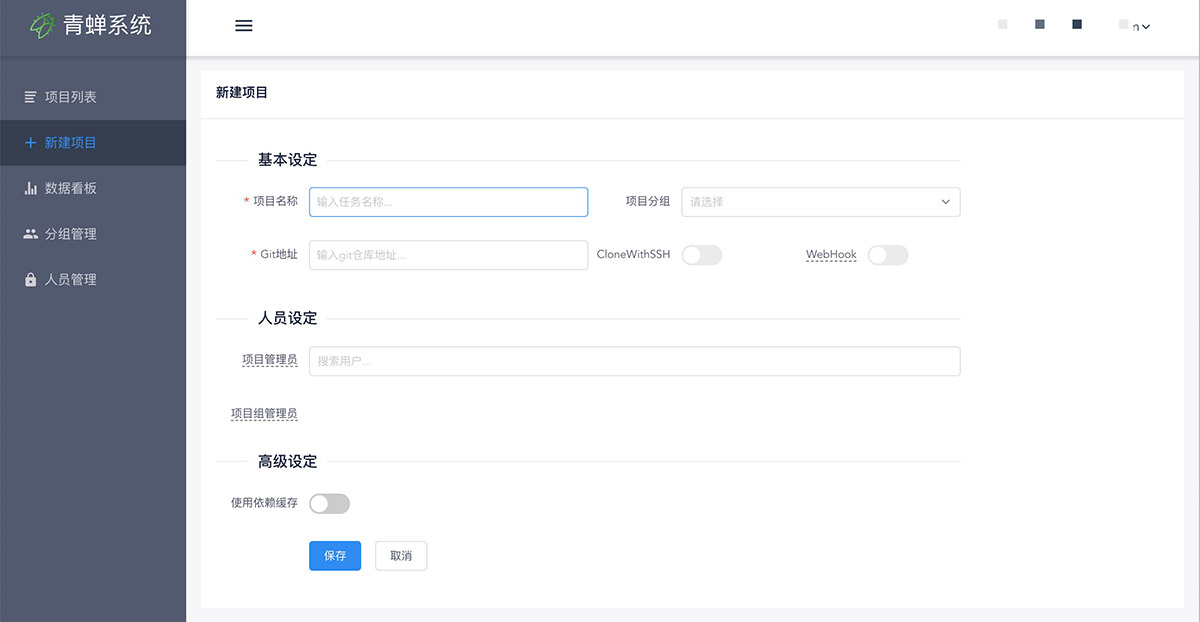 青蝉系统
n
项目列表
新建项目
数据看板
分组管理
人员管理
新建项目
基本设定
* 项目名称 输入任务名称... 项目分组 请选择
* Git地址 输入git仓库地址... CloneWithSSH WebHook
人员设定
项目管理员 搜索用户...
项目组管理员
高级设定
使用依赖缓存
保存 取消